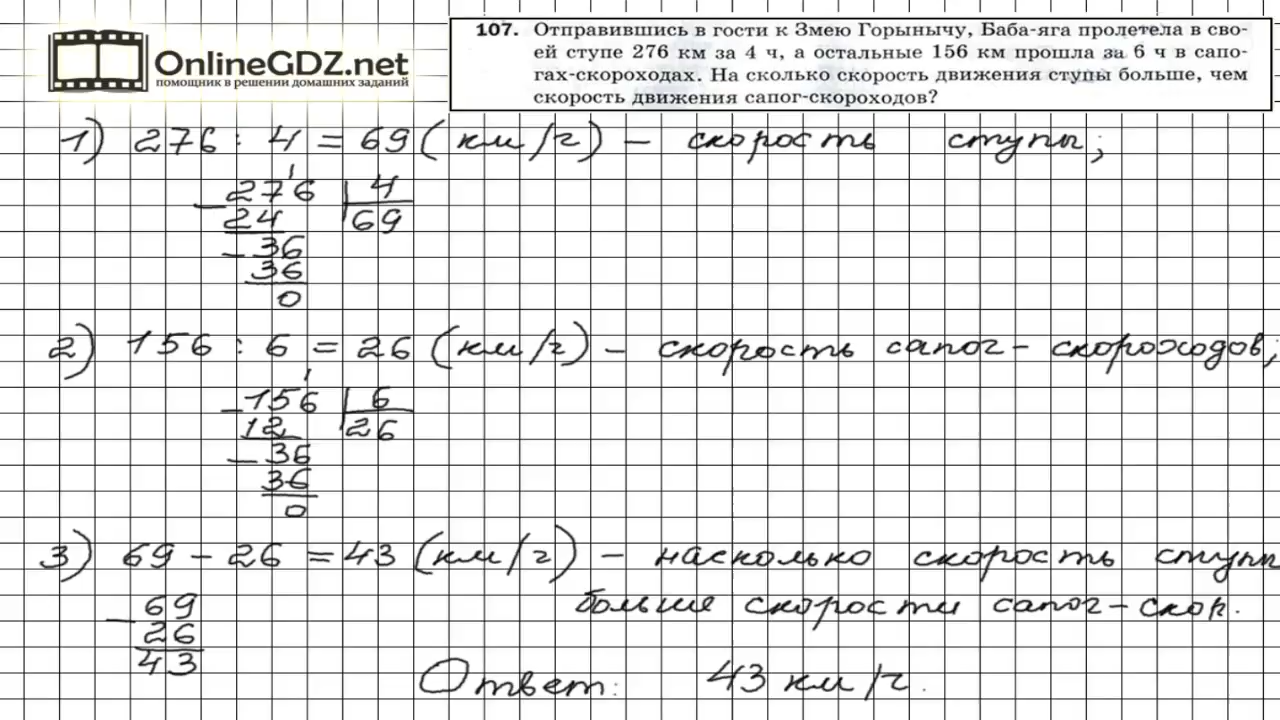 OnlineGDZ.net
помощник в решении домашних заданий
107. Отправившись в гости к Змею Горынычу, Баба-яга пролетела в сво-
ей ступе 276 км за 4 ч, а остальные 156 км прошла за 6 ч в сапо-
гах-скороходах. На сколько скорость движения ступы больше, чем
скорость движения сапог-скороходов?
1) 276 : 4 = 69 (км/ч) – скорость ступы;
1
– 276 4
24 69
– 36
36
0
2) 156 : 6 = 26 (км/ч) – скорость сапог-скороходов;
1
– 156 6
12 26
– 36
36
0
3) 69 – 26 = 43 (км/ч) – насколько скорость ступы
больше скорости сапог-скор.
– 69
26
43
Ответ: 43 км/ч.